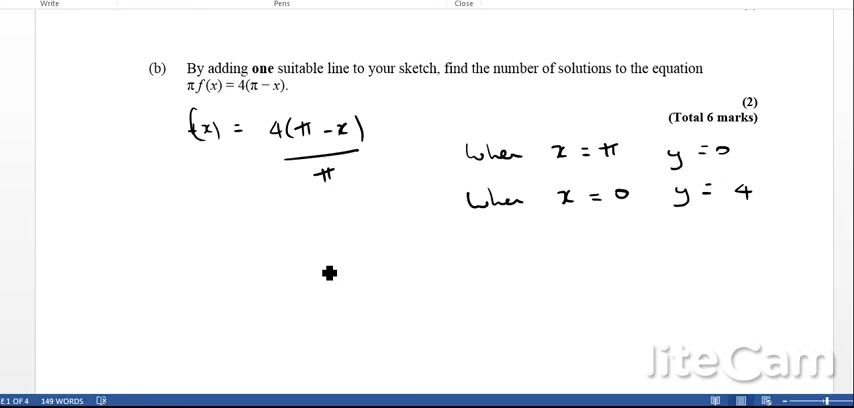 Write Pens Close
(b) By adding one suitable line to your sketch, find the number of solutions to the equation
π f (x) = 4(π − x).
(2)
(Total 6 marks)
f(x) = 4(π - x)
π
when x = π y = 0
when x = 0 y = 4
liteCam
E 1 OF 4 149 WORDS